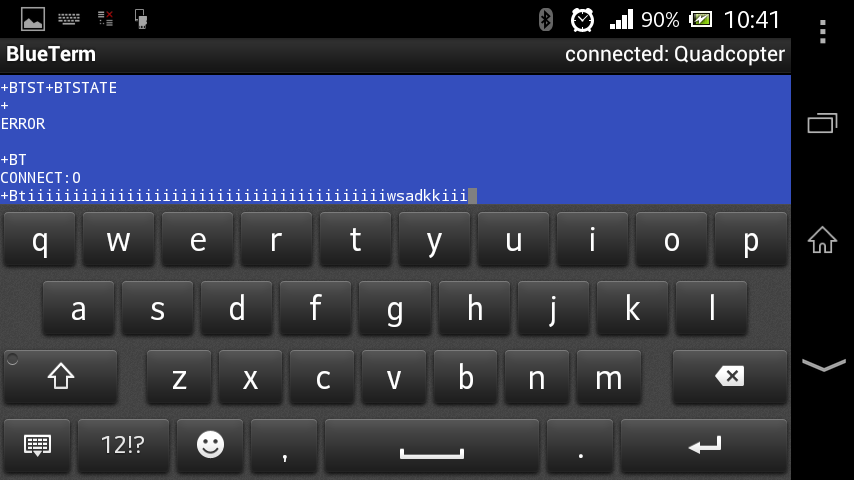 90% 10:41
BlueTerm connected: Quadcopter
+BTST+BTSTATE
+
ERROR
+BT
CONNECT:0
+Btiiiiiiiiiiiiiiiiiiiiiiiiiiiiiiiiiiiiiiiiwsadkkiii
q w e r t y u i o p
a s d f g h j k l
z x c v b n m
12!? , .